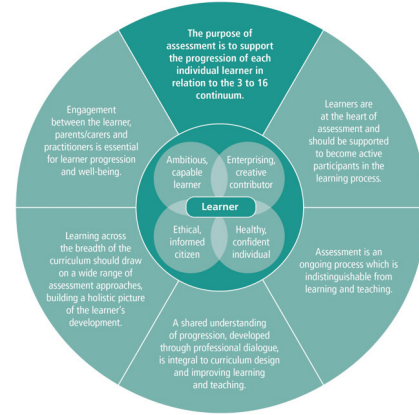 The purpose of
assessment is to support
the progression of each
individual learner in
relation to the 3 to 16
continuum.
Learners are
at the heart of
assessment and
should be supported
to become active
participants in the
learning process.
Assessment is an
ongoing process which is
indistinguishable from
learning and teaching.
A shared understanding
of progression, developed
through professional dialogue,
is integral to curriculum design
and improving learning
and teaching.
Learning across
the breadth of the
curriculum should draw
on a wide range of
assessment approaches,
building a holistic picture
of the learner's
development.
Engagement
between the learner,
parents/carers and
practitioners is essential
for learner progression
and well-being.
Ambitious,
capable
learner
Enterprising,
creative
contributor
Learner
Ethical,
informed
citizen
Healthy,
confident
individual